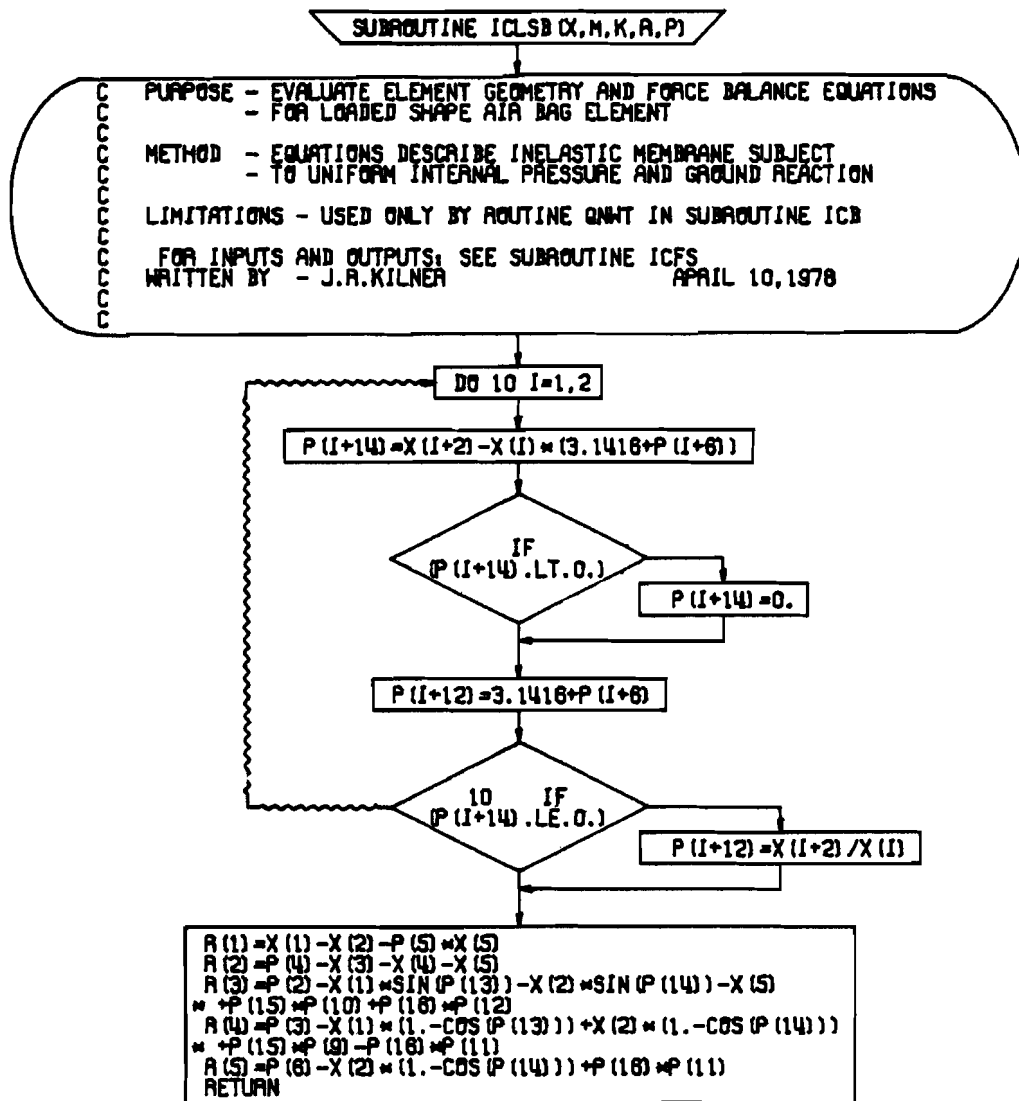 SUBROUTINE ICLSB (X,M,K,R,P)
C PURPOSE - EVALUATE ELEMENT GEOMETRY AND FORCE BALANCE EQUATIONS
C - FOR LOADED SHAPE AIR BAG ELEMENT
C
C METHOD - EQUATIONS DESCRIBE INELASTIC MEMBRANE SUBJECT
C - TO UNIFORM INTERNAL PRESSURE AND GROUND REACTION
C
C LIMITATIONS - USED ONLY BY ROUTINE QNWT IN SUBROUTINE ICB
C
C FOR INPUTS AND OUTPUTS: SEE SUBROUTINE ICFS
C WRITTEN BY - J.R.KILNER APRIL 10,1978
C
C
DO 10 I=1,2
P(I+14)=X(I+2)-X(I)*(3.1416+P(I+6))
IF
(P(I+14).LT.0.)
P(I+14)=0.
P(I+12)=3.1416+P(I+6)
10 IF
(P(I+14).LE.0.)
P(I+12)=X(I+2)/X(I)
R(1)=X(1)-X(2)-P(5)*X(5)
R(2)=P(4)-X(3)-X(4)-X(5)
R(3)=P(2)-X(1)*SIN(P(13))-X(2)*SIN(P(14))-X(5)
* +P(15)*P(10)+P(16)*P(12)
R(4)=P(3)-X(1)*(1.-COS(P(13)))+X(2)*(1.-COS(P(14)))
* +P(15)*P(9)-P(16)*P(11)
R(5)=P(6)-X(2)*(1.-COS(P(14)))+P(16)*P(11)
RETURN